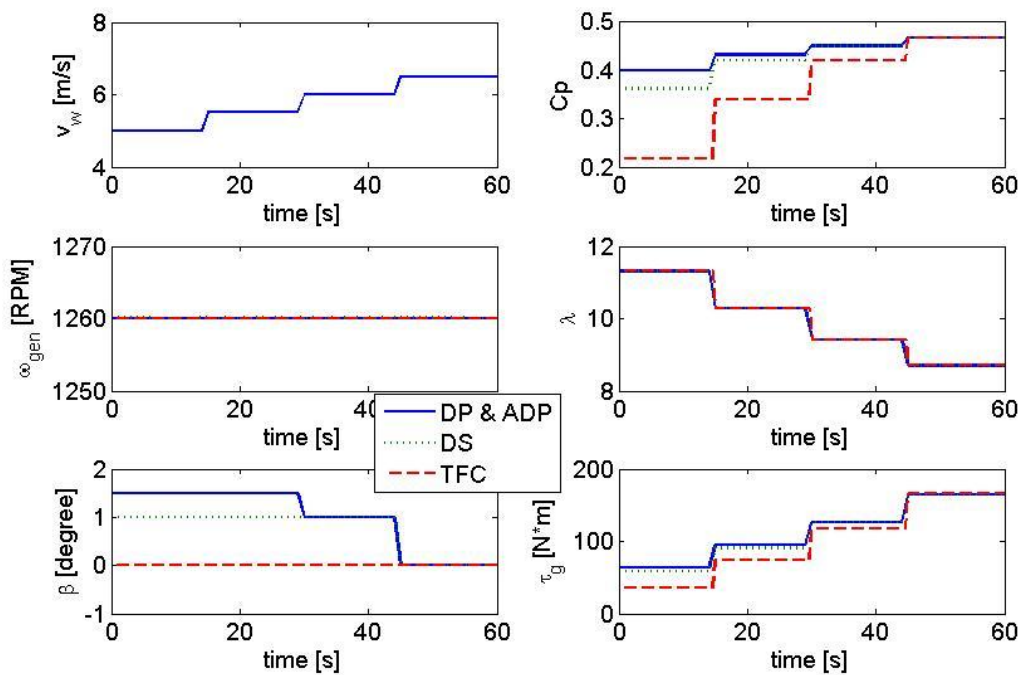 8
6
4
v_w [m/s]
0 20 40 60
time [s]
0.5
0.4
0.3
0.2
Cp
0 20 40 60
time [s]
1270
1260
1250
ω_gen [RPM]
0 20 40 60
time [s]
12
10
8
λ
0 20 40 60
time [s]
DP & ADP
DS
TFC
2
1
0
-1
β [degree]
0 20 40 60
time [s]
200
100
0
τ_g [N*m]
0 20 40 60
time [s]